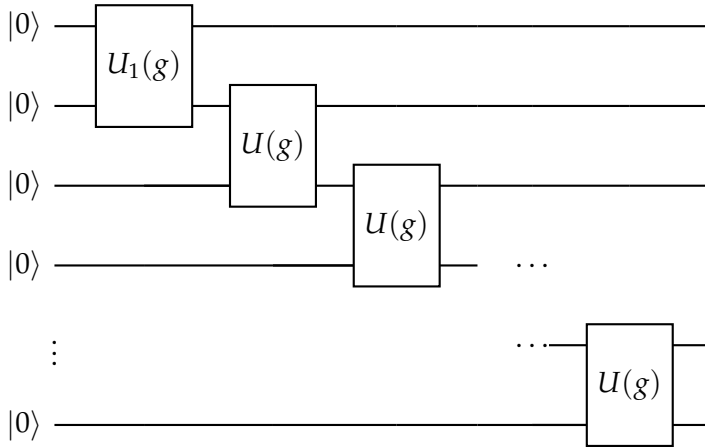 |0⟩ U₁(g)
|0⟩ U(g)
|0⟩ U(g)
|0⟩ ⋯
⋮ ⋯ U(g)
|0⟩